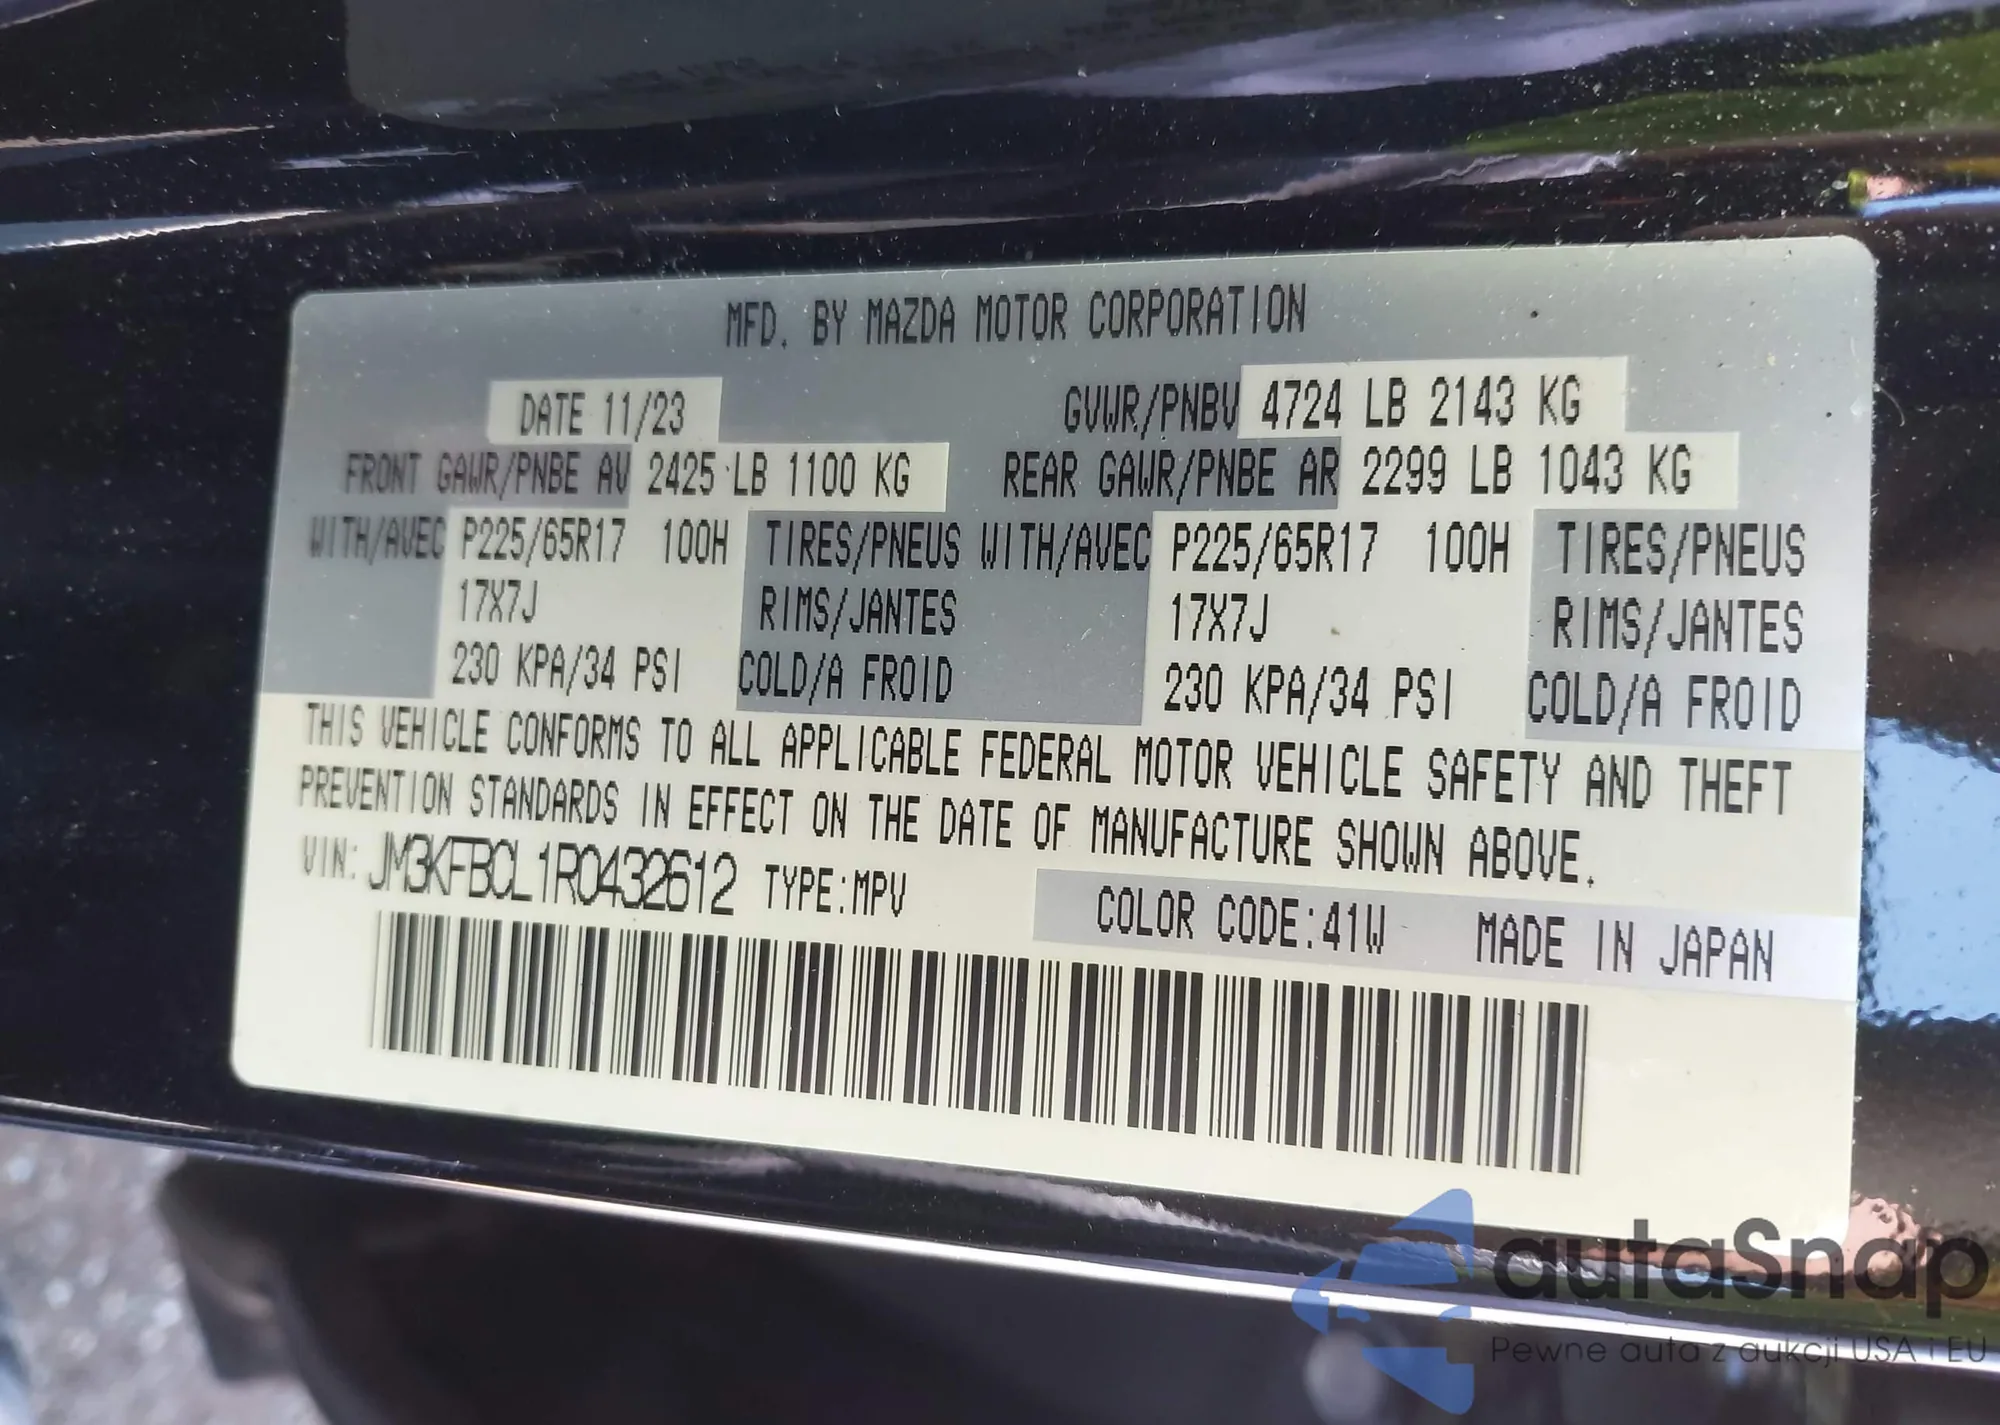 MFD. BY MAZDA MOTOR CORPORATION
DATE 11/23 GVWR/PNBV 4724 LB 2143 KG
FRONT GAWR/PNBE AV 2425 LB 1100 KG REAR GAWR/PNBE AR 2299 LB 1043 KG
WITH/AVEC P225/65R17 100H TIRES/PNEUS WITH/AVEC P225/65R17 100H TIRES/PNEUS
17X7J RIMS/JANTES 17X7J RIMS/JANTES
230 KPA/34 PSI COLD/A FROID 230 KPA/34 PSI COLD/A FROID
THIS VEHICLE CONFORMS TO ALL APPLICABLE FEDERAL MOTOR VEHICLE SAFETY AND THEFT
PREVENTION STANDARDS IN EFFECT ON THE DATE OF MANUFACTURE SHOWN ABOVE.
VIN: JM3KFBCL1R0432612 TYPE:MPV COLOR CODE:41W MADE IN JAPAN
autaSnap
Pewne auta z aukcji USA i EU